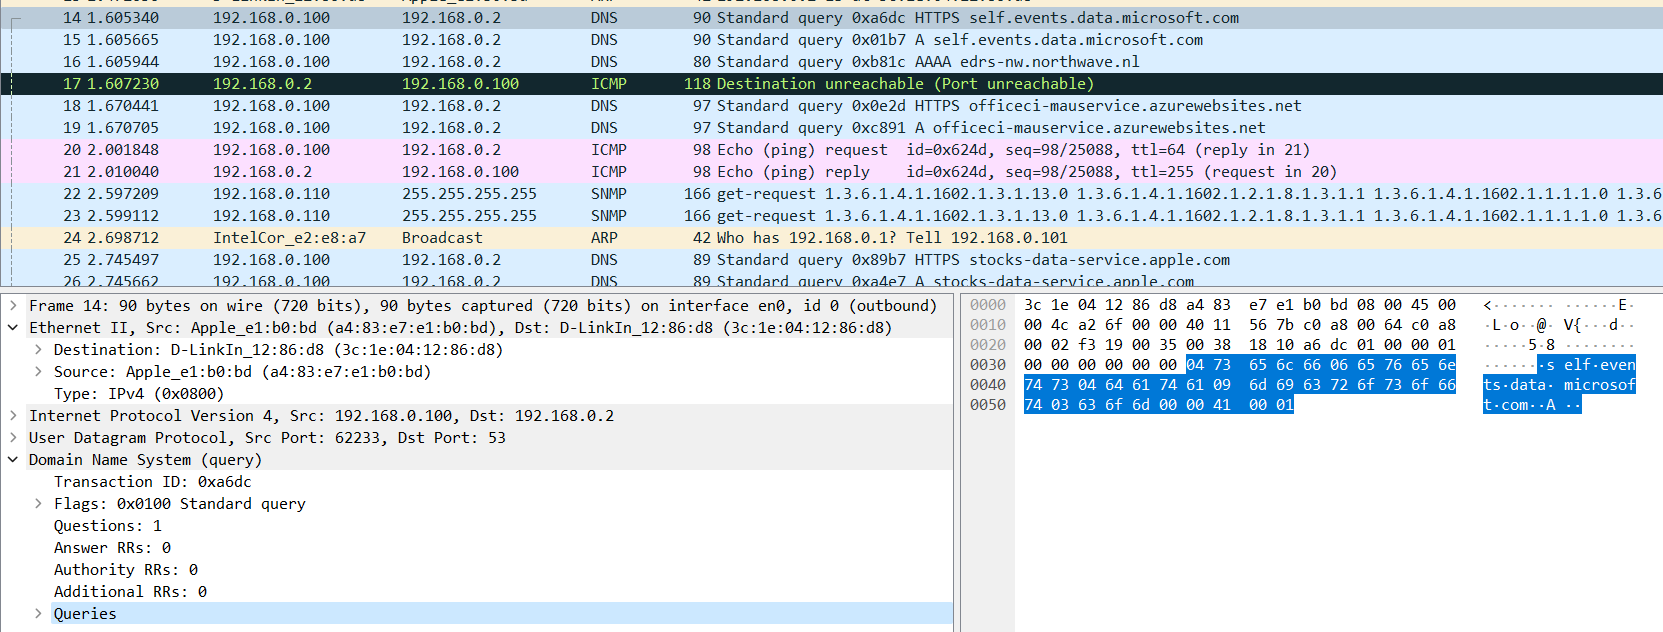 14 1.605340 192.168.0.100 192.168.0.2 DNS 90 Standard query 0xa6dc HTTPS self.events.data.microsoft.com
15 1.605665 192.168.0.100 192.168.0.2 DNS 90 Standard query 0x01b7 A self.events.data.microsoft.com
16 1.605944 192.168.0.100 192.168.0.2 DNS 80 Standard query 0xb81c AAAA edrs-nw.northwave.nl
17 1.607230 192.168.0.2 192.168.0.100 ICMP 118 Destination unreachable (Port unreachable)
18 1.670441 192.168.0.100 192.168.0.2 DNS 97 Standard query 0x0e2d HTTPS officeci-mauservice.azurewebsites.net
19 1.670705 192.168.0.100 192.168.0.2 DNS 97 Standard query 0xc891 A officeci-mauservice.azurewebsites.net
20 2.001848 192.168.0.100 192.168.0.2 ICMP 98 Echo (ping) request id=0x624d, seq=98/25088, ttl=64 (reply in 21)
21 2.010040 192.168.0.2 192.168.0.100 ICMP 98 Echo (ping) reply id=0x624d, seq=98/25088, ttl=255 (request in 20)
22 2.597209 192.168.0.110 255.255.255.255 SNMP 166 get-request 1.3.6.1.4.1.1602.1.3.1.13.0 1.3.6.1.4.1.1602.1.2.1.8.1.3.1.1 1.3.6.1.4.1.1602.1.1.1.1.0 1.3.6
23 2.599112 192.168.0.110 255.255.255.255 SNMP 166 get-request 1.3.6.1.4.1.1602.1.3.1.13.0 1.3.6.1.4.1.1602.1.2.1.8.1.3.1.1 1.3.6.1.4.1.1602.1.1.1.1.0 1.3.6
24 2.698712 IntelCor_e2:e8:a7 Broadcast ARP 42 Who has 192.168.0.1? Tell 192.168.0.101
25 2.745497 192.168.0.100 192.168.0.2 DNS 89 Standard query 0x89b7 HTTPS stocks-data-service.apple.com
26 2.745662 192.168.0.100 192.168.0.2 DNS 89 Standard query 0xa4e7 A stocks-data-service.apple.com
Frame 14: 90 bytes on wire (720 bits), 90 bytes captured (720 bits) on interface en0, id 0 (outbound)
Ethernet II, Src: Apple_e1:b0:bd (a4:83:e7:e1:b0:bd), Dst: D-LinkIn_12:86:d8 (3c:1e:04:12:86:d8)
Destination: D-LinkIn_12:86:d8 (3c:1e:04:12:86:d8)
Source: Apple_e1:b0:bd (a4:83:e7:e1:b0:bd)
Type: IPv4 (0x0800)
Internet Protocol Version 4, Src: 192.168.0.100, Dst: 192.168.0.2
User Datagram Protocol, Src Port: 62233, Dst Port: 53
Domain Name System (query)
Transaction ID: 0xa6dc
Flags: 0x0100 Standard query
Questions: 1
Answer RRs: 0
Authority RRs: 0
Additional RRs: 0
Queries
0000 3c 1e 04 12 86 d8 a4 83 e7 e1 b0 bd 08 00 45 00 <·············E·
0010 00 4c a2 6f 00 00 40 11 56 7b c0 a8 00 64 c0 a8 ·L·o··@·V{···d··
0020 00 02 f3 19 00 35 00 38 18 10 a6 dc 01 00 00 01 ·····5·8········
0030 00 00 00 00 00 00 04 73 65 6c 66 06 65 76 65 6e ·······s elf·even
0040 74 73 04 64 61 74 61 09 6d 69 63 72 6f 73 6f 66 ts·data· microsof
0050 74 03 63 6f 6d 00 00 41 00 01 t·com··A ··